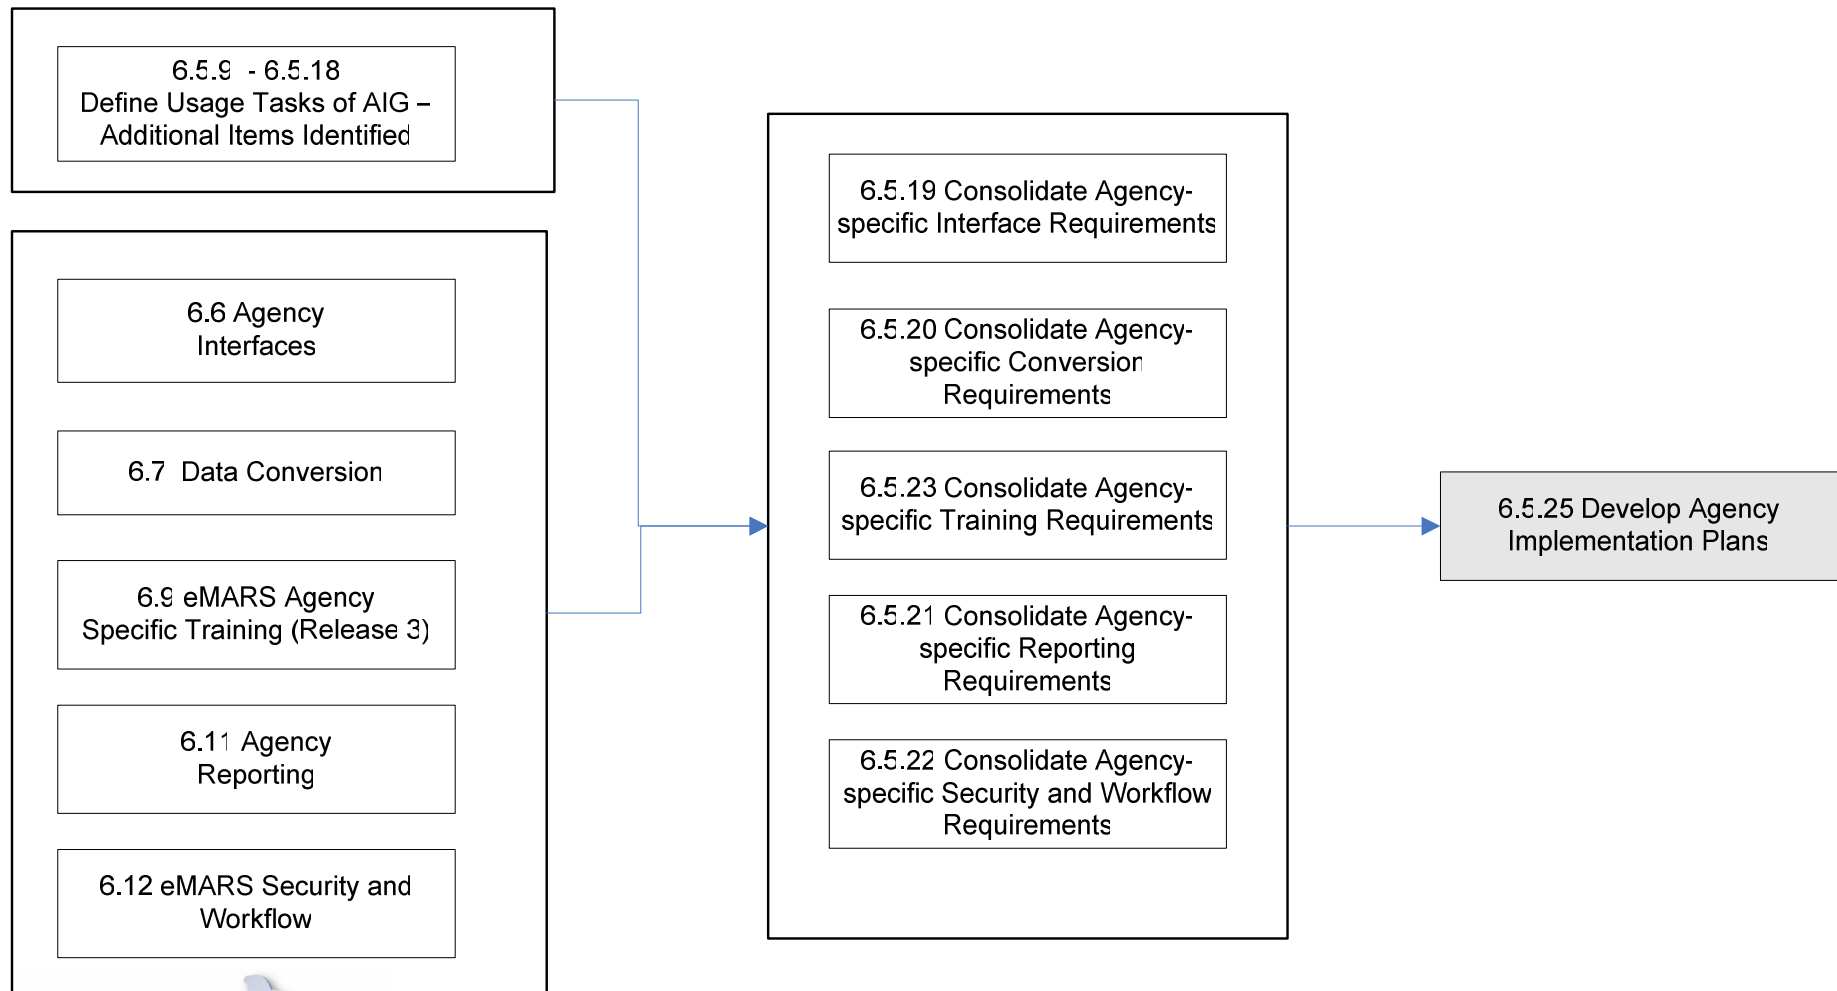 6.5.9 - 6.5.18
Define Usage Tasks of AIG –
Additional Items Identified
6.6 Agency
Interfaces
6.7 Data Conversion
6.9 eMARS Agency
Specific Training (Release 3)
6.11 Agency
Reporting
6.12 eMARS Security and
Workflow
6.5.19 Consolidate Agency-
specific Interface Requirements
6.5.20 Consolidate Agency-
specific Conversion
Requirements
6.5.23 Consolidate Agency-
specific Training Requirements
6.5.21 Consolidate Agency-
specific Reporting
Requirements
6.5.22 Consolidate Agency-
specific Security and Workflow
Requirements
6.5.25 Develop Agency
Implementation Plans